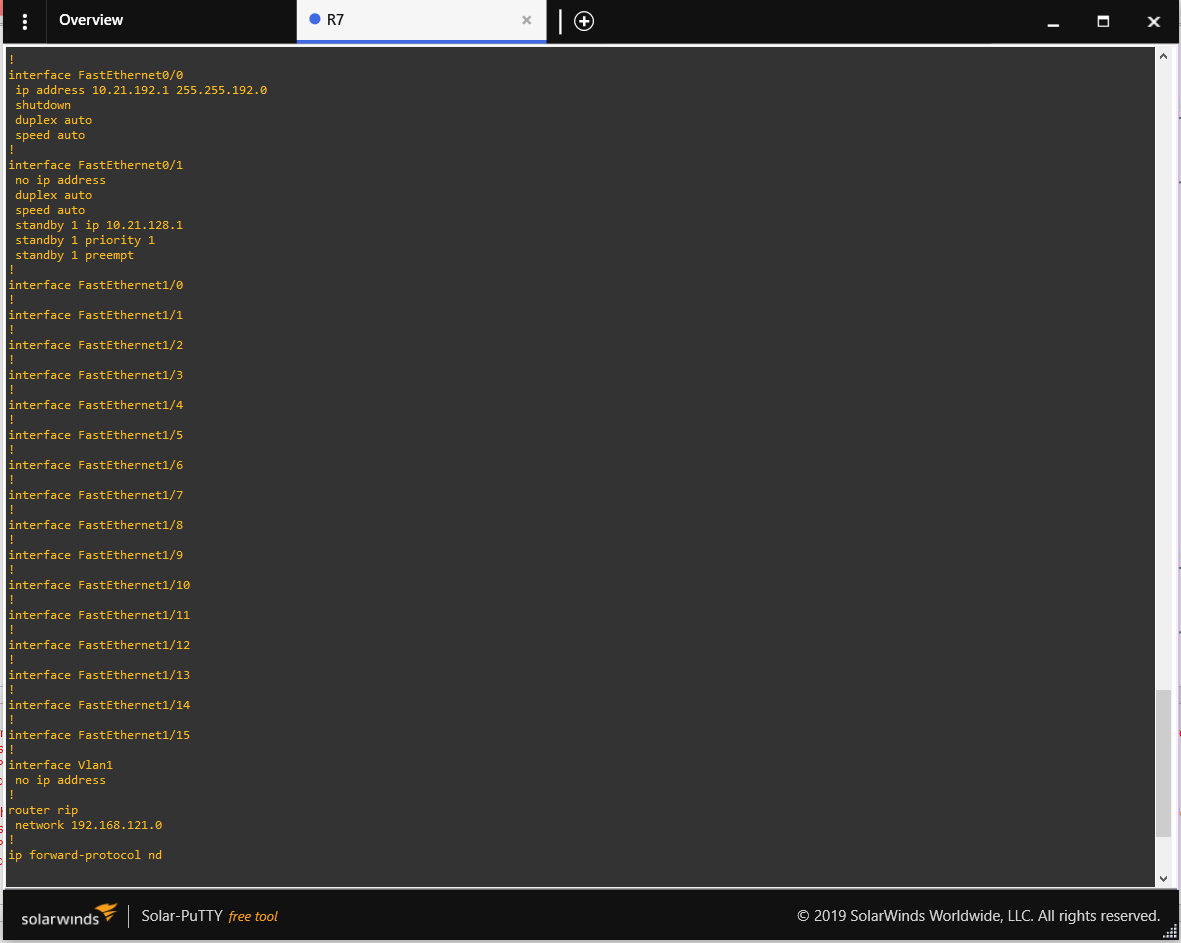 Overview
R7
!
interface FastEthernet0/0
 ip address 10.21.192.1 255.255.192.0
 shutdown
 duplex auto
 speed auto
!
interface FastEthernet0/1
 no ip address
 duplex auto
 speed auto
 standby 1 ip 10.21.128.1
 standby 1 priority 1
 standby 1 preempt
!
interface FastEthernet1/0
!
interface FastEthernet1/1
!
interface FastEthernet1/2
!
interface FastEthernet1/3
!
interface FastEthernet1/4
!
interface FastEthernet1/5
!
interface FastEthernet1/6
!
interface FastEthernet1/7
!
interface FastEthernet1/8
!
interface FastEthernet1/9
!
interface FastEthernet1/10
!
interface FastEthernet1/11
!
interface FastEthernet1/12
!
interface FastEthernet1/13
!
interface FastEthernet1/14
!
interface FastEthernet1/15
!
interface Vlan1
 no ip address
!
router rip
 network 192.168.121.0
!
ip forward-protocol nd
solarwinds Solar-PuTTY free tool © 2019 SolarWinds Worldwide, LLC. All rights reserved.